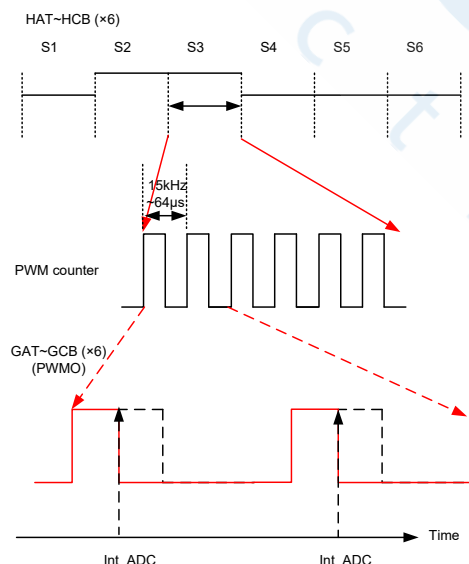 HAT~HCB (×6)
S1 S2 S3 S4 S5 S6
15kHz
~64µs
PWM counter
GAT~GCB (×6)
(PWMO)
Time
Int_ADC Int_ADC